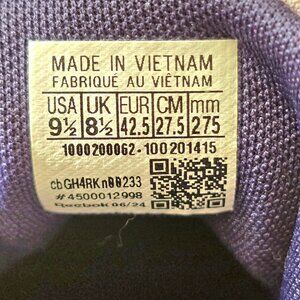 MADE IN VIETNAM
FABRIQUÉ AU VIÊTNAM
USA UK EUR CM mm
9½ 8½ 42.5 27.5 275
1000200062-100201415
cbGH4RKn00233
#4500012998
Reebok 06/24